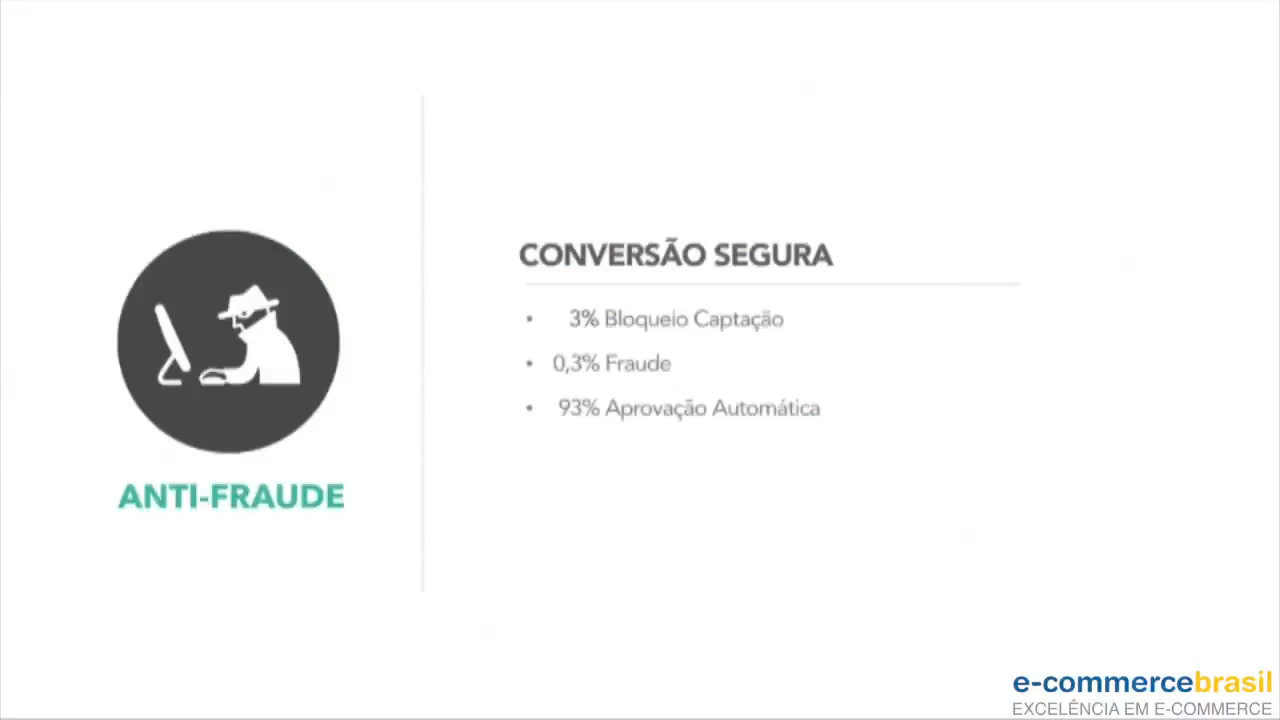 ANTI-FRAUDE
CONVERSÃO SEGURA
• 3% Bloqueio Captação
• 0,3% Fraude
• 93% Aprovação Automática
e-commercebrasil
EXCELÊNCIA EM E-COMMERCE